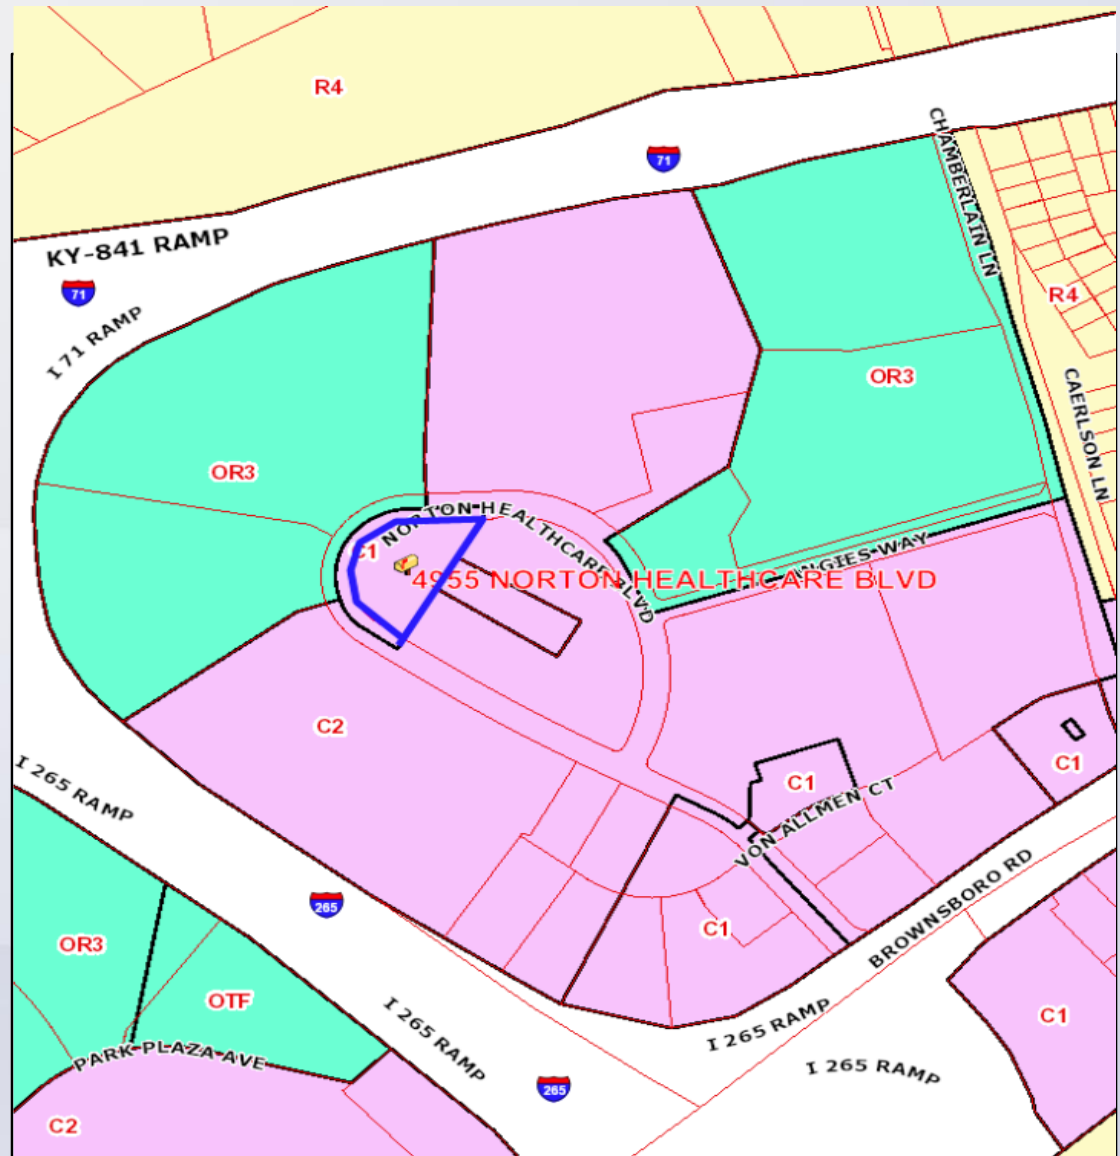 R4
CHAMBERLAIN LN
71
KY-841 RAMP
71
R4
I 71 RAMP
OR3
CAERLSON LN
OR3
NORTON HEALTHCARE BLVD
C1
4955 NORTON HEALTHCARE BLVD
ANGIES WAY
C2
C1
C1
I 265 RAMP
VON ALLMEN CT
265
C1
BROWNSBORO RD
OR3
OTF
I 265 RAMP
I 265 RAMP
C1
PARK PLAZA AVE
I 265 RAMP
265
C2